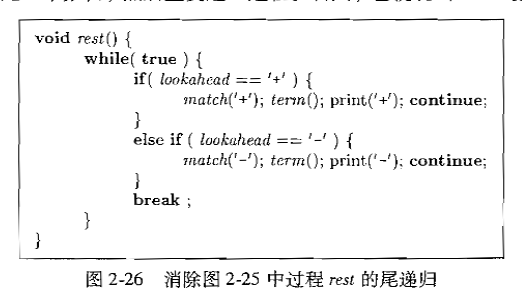 void rest() {
while( true ) {
if( lookahead == '+' ) {
match('+'); term(); print('+'); continue;
}
else if ( lookahead == '-' ) {
match('-'); term(); print('-'); continue;
}
break ;
}
}
图 2-26 消除图 2-25 中过程 rest 的尾递归